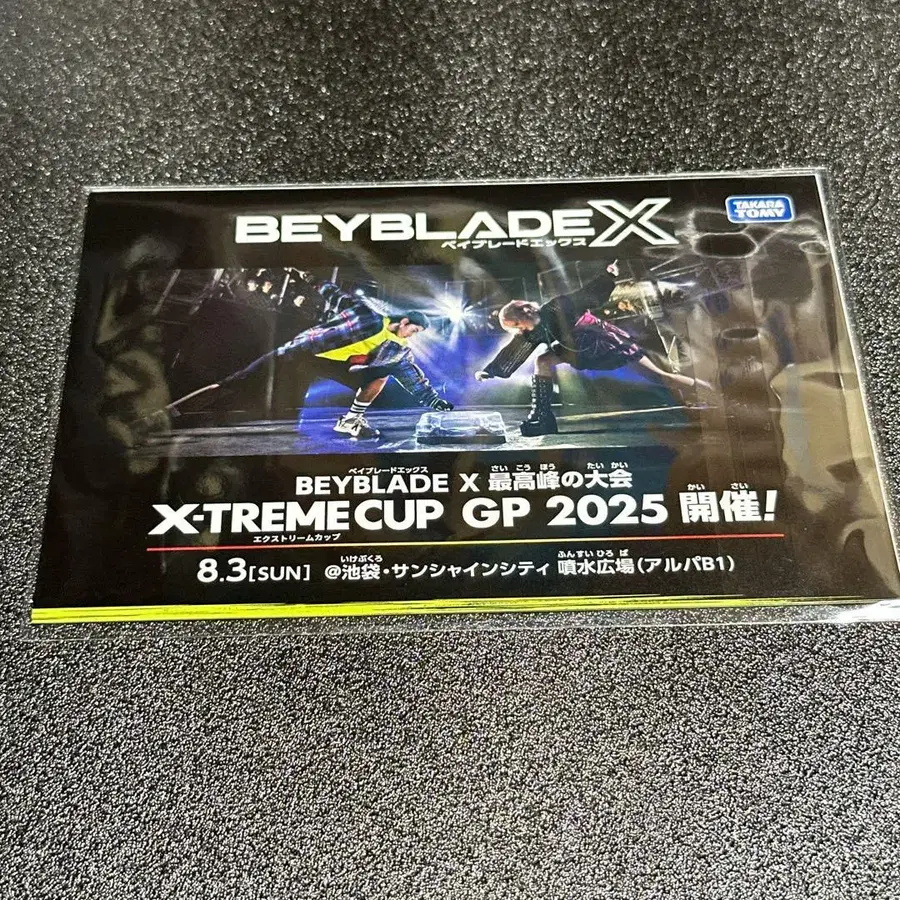 BEYBLADE X
ベイブレードエックス
TAKARA
TOMY
ベイブレードエックス さいこうほう たいかい
BEYBLADE X 最高峰の大会
かいさい
X-TREME CUP GP 2025 開催!
エクストリームカップ
いけぶくろ ふんすいひろば
8.3[SUN] @池袋・サンシャインシティ 噴水広場(アルパB1)